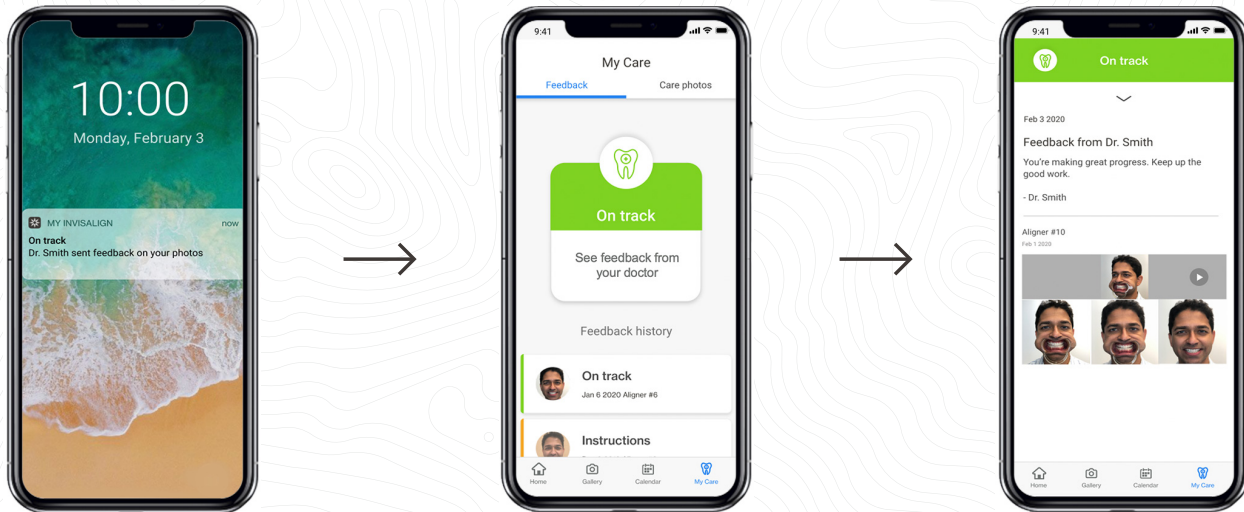 10:00
Monday, February 3
MY INVISALIGN now
On track
Dr. Smith sent feedback on your photos
9:41
My Care
Feedback Care photos
On track
See feedback from
your doctor
Feedback history
On track
Jan 6 2020 Aligner #6
Instructions
Home Gallery Calendar My Care
9:41
On track
Feb 3 2020
Feedback from Dr. Smith
You're making great progress. Keep up the
good work.
- Dr. Smith
Aligner #10
Feb 1 2020
Home Gallery Calendar My Care